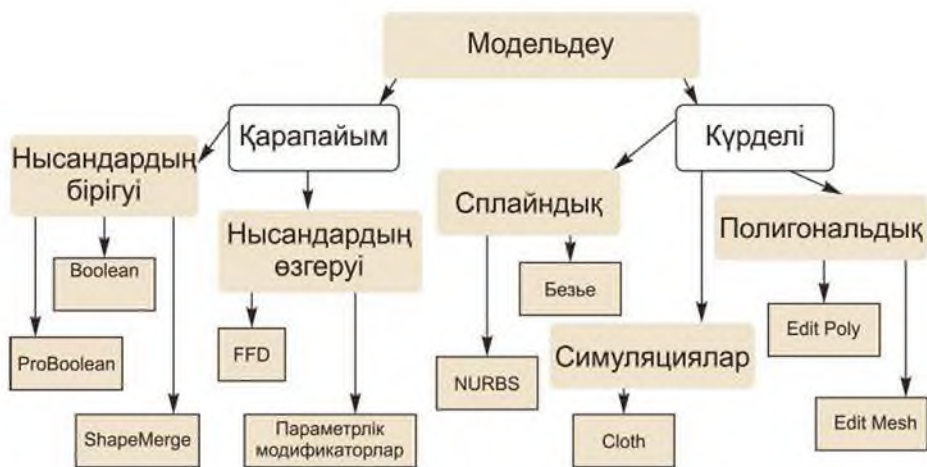 Модельдеу
Қарапайым
Күрделі
Нысандардың
бірігуі
Сплайндық
Полигональдық
Нысандардың
өзгеруі
Boolean
Безье
Edit Poly
ProBoolean
FFD
NURBS
Симуляциялар
ShapeMerge
Параметрлік
модификаторлар
Cloth
Edit Mesh